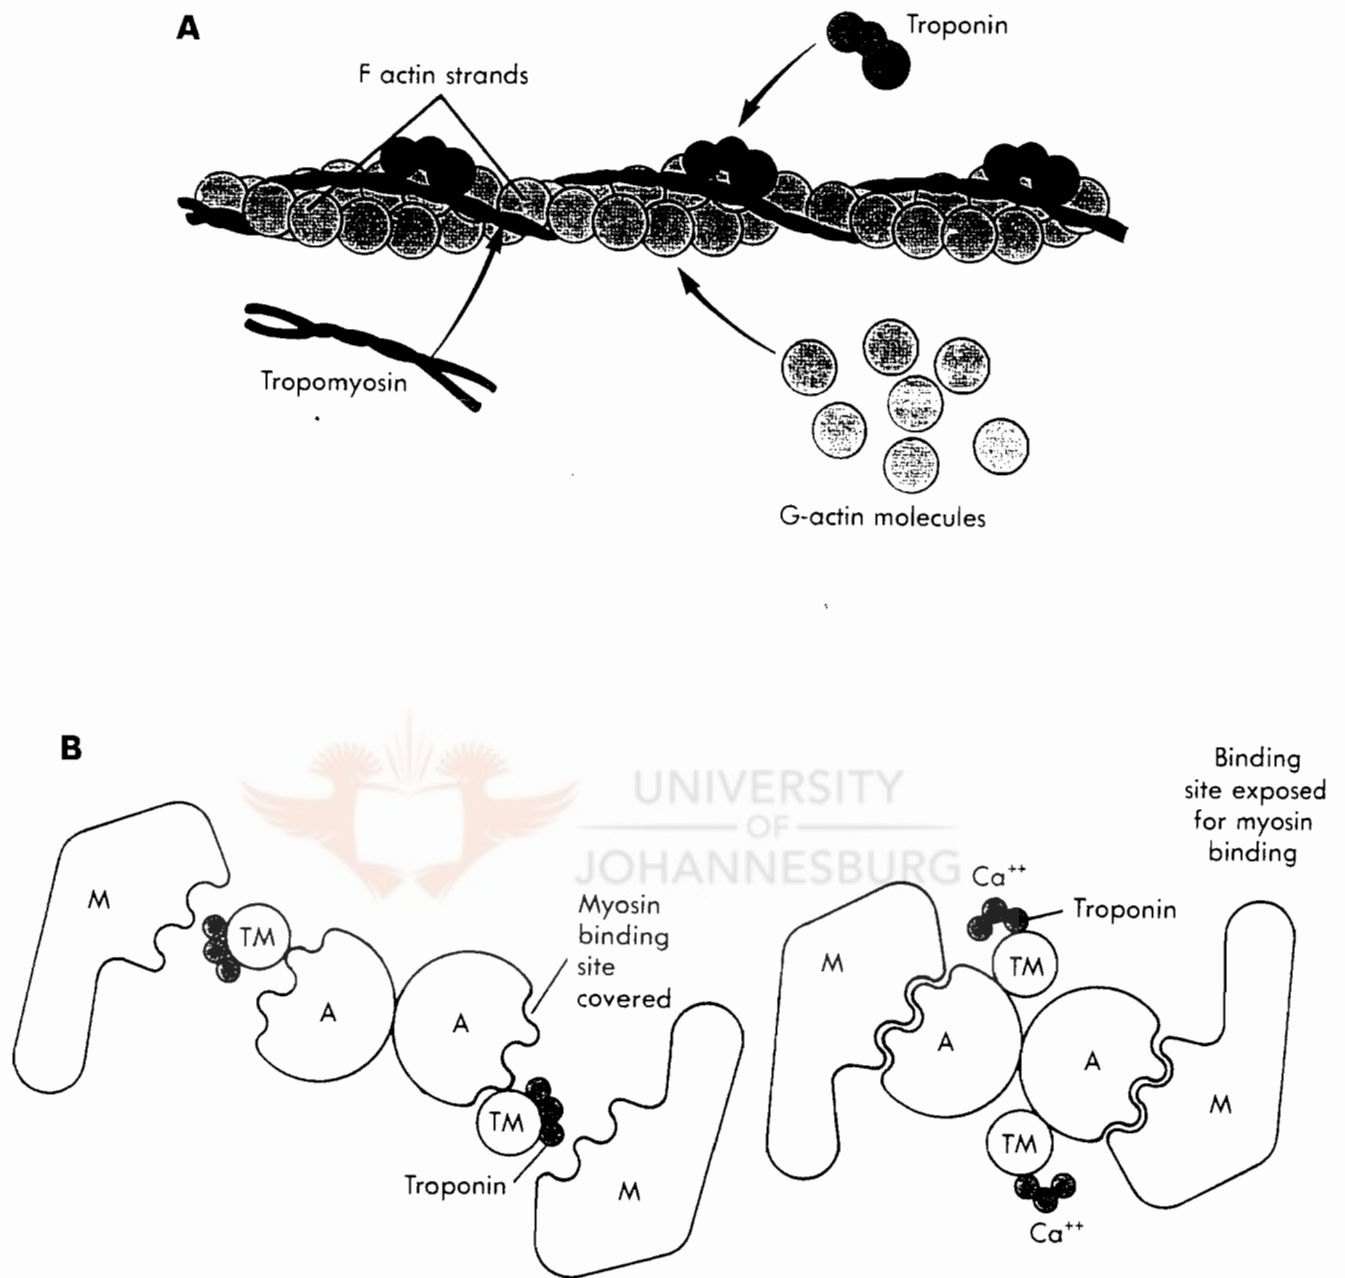 A
Troponin
F actin strands
Tropomyosin
G-actin molecules
B
UNIVERSITY
OF
JOHANNESBURG
Binding
site exposed
for myosin
binding
M
TM
A
A
Myosin
binding
site
covered
TM
Troponin
M
Ca⁺⁺
Troponin
M
TM
A
A
M
TM
Ca⁺⁺